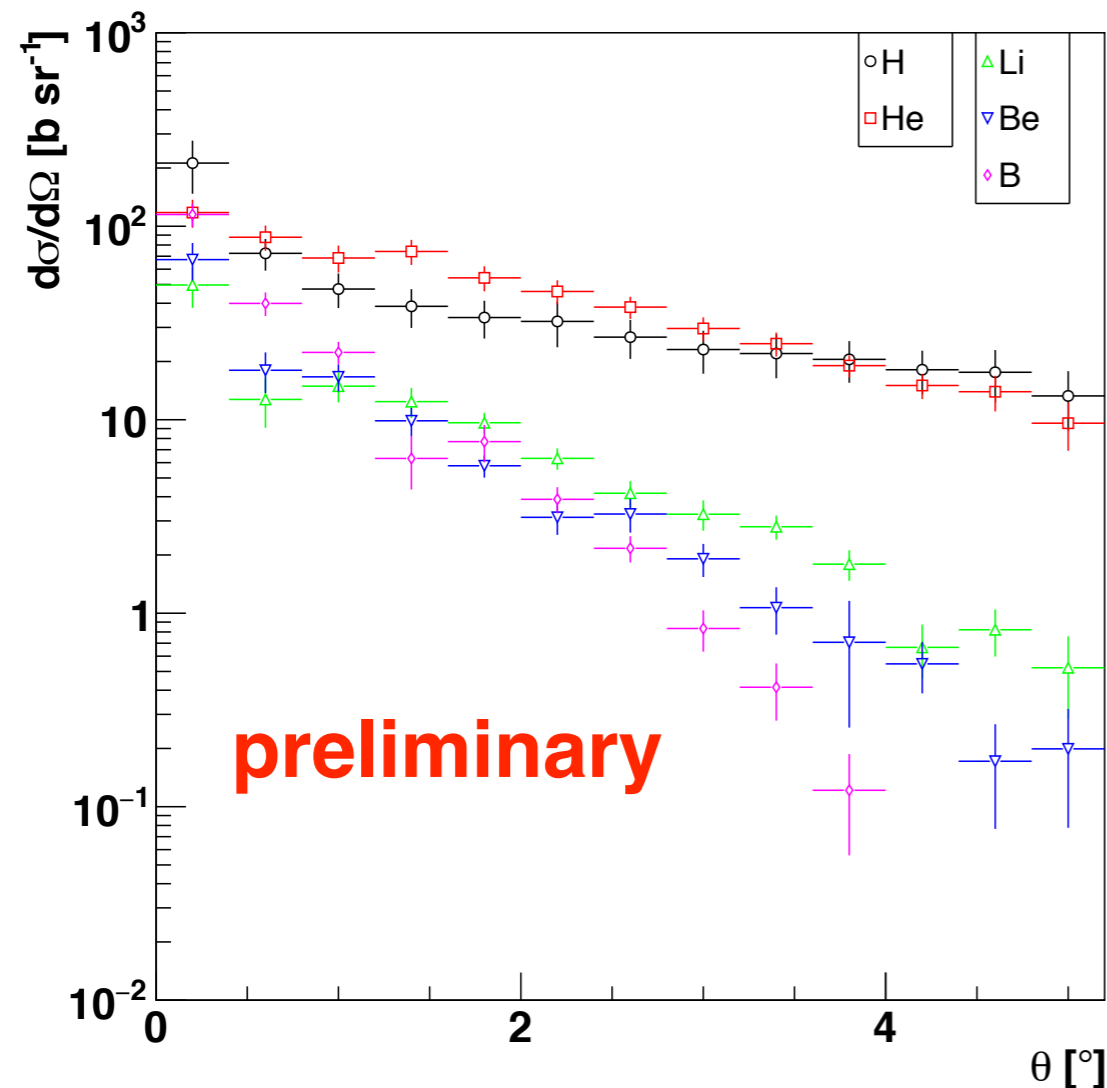 dσ/dΩ [b sr⁻¹]
10³
10²
10
1
10⁻¹
10⁻²
H
He
Li
Be
B
preliminary
0 2 4
θ [°]